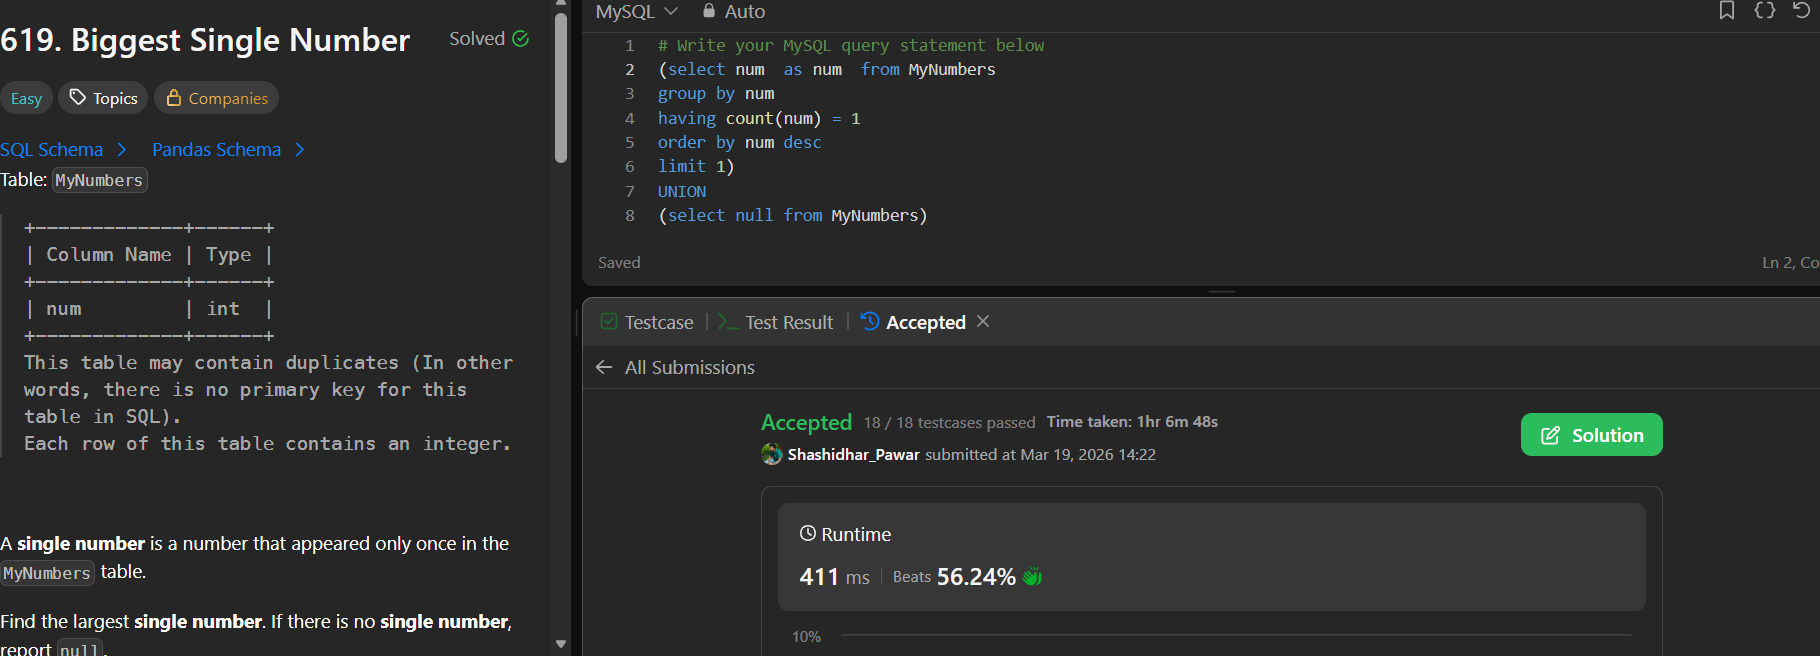 619. Biggest Single Number
Solved
Easy
Topics
Companies
SQL Schema
Pandas Schema
Table: MyNumbers
+-------------+------+
| Column Name | Type |
+-------------+------+
| num         | int  |
+-------------+------+
This table may contain duplicates (In other
words, there is no primary key for this
table in SQL).
Each row of this table contains an integer.
A single number is a number that appeared only once in the
MyNumbers table.
Find the largest single number. If there is no single number,
report null.
MySQL
Auto
1 # Write your MySQL query statement below
2 (select num  as num  from MyNumbers
3 group by num
4 having count(num) = 1
5 order by num desc
6 limit 1)
7 UNION
8 (select null from MyNumbers)
Saved
Ln 2, Co
Testcase
Test Result
Accepted
All Submissions
Accepted 18 / 18 testcases passed Time taken: 1hr 6m 48s
Shashidhar_Pawar submitted at Mar 19, 2026 14:22
Solution
Runtime
411 ms | Beats 56.24%
10%